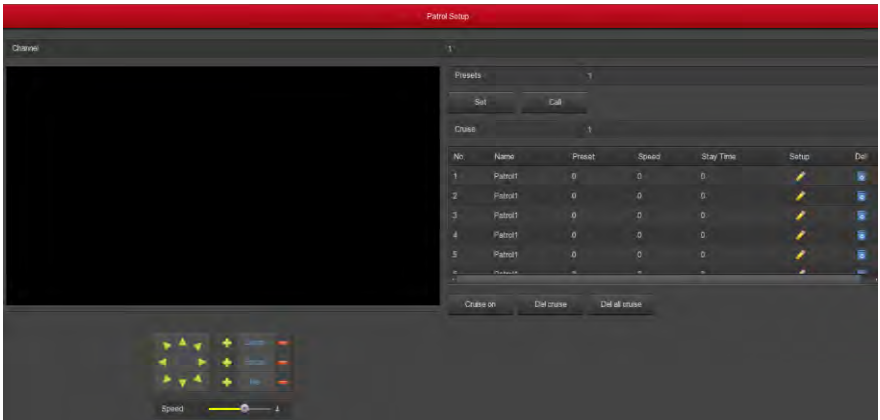 Patrol Setup
Channel 1
Presets 1
Set Call
Cruise 1
No. Name Preset Speed Stay Time Setup Del
1 Patrol1 0 0 0
2 Patrol1 0 0 0
3 Patrol1 0 0 0
4 Patrol1 0 0 0
5 Patrol1 0 0 0
Cruise on Del cruise Del all cruise
Zoom
Speed 4